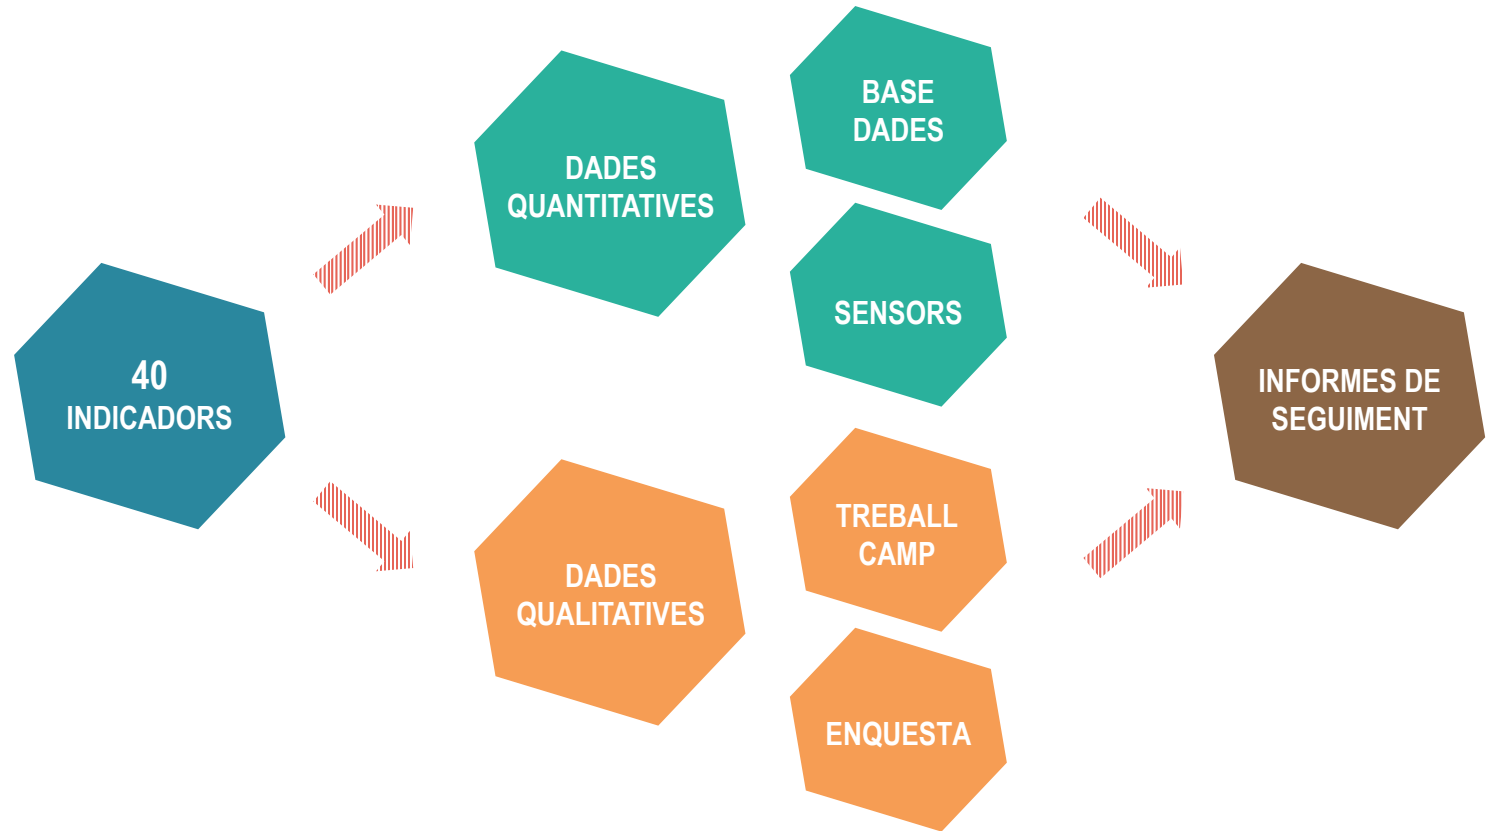 40
INDICADORS
DADES
QUANTITATIVES
BASE
DADES
SENSORS
DADES
QUALITATIVES
TREBALL
CAMP
ENQUESTA
INFORMES DE
SEGUIMENT